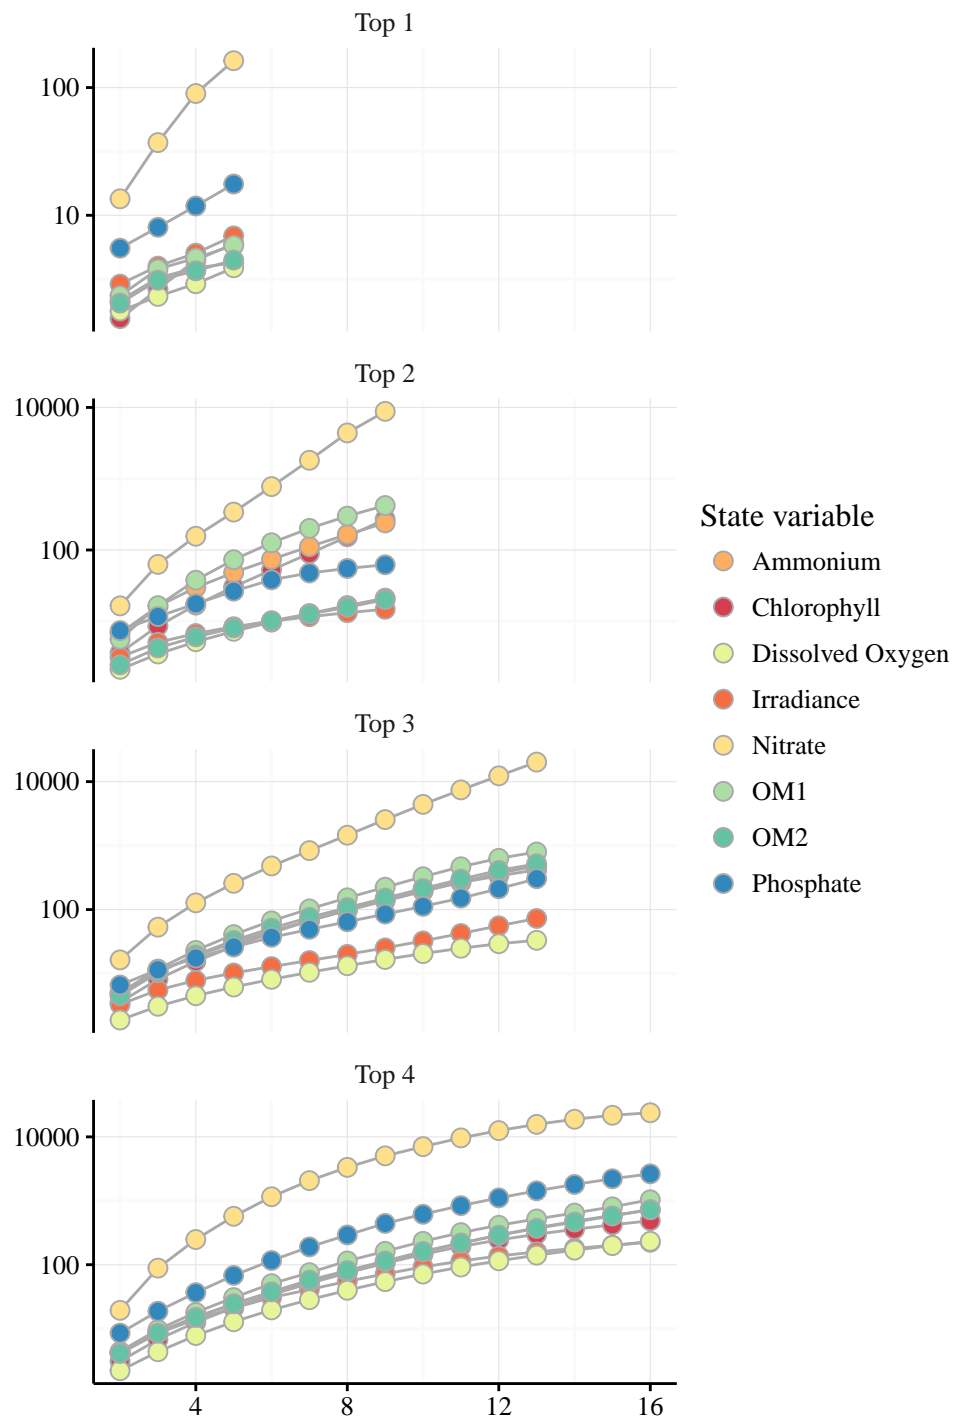 Top 1
100
10
Top 2
10000
100
Top 3
10000
100
Top 4
10000
100
4 8 12 16
State variable
Ammonium
Chlorophyll
Dissolved Oxygen
Irradiance
Nitrate
OM1
OM2
Phosphate